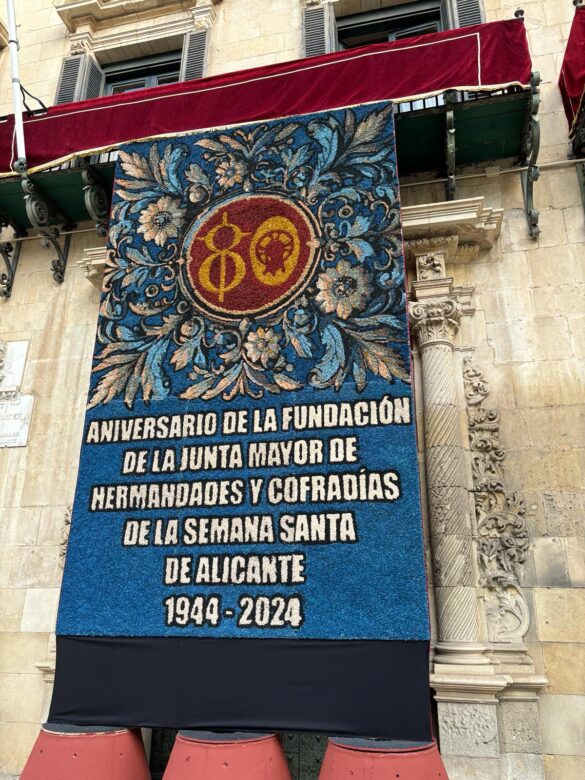 80
ANIVERSARIO DE LA FUNDACIÓN
DE LA JUNTA MAYOR DE
HERMANDADES Y COFRADÍAS
DE LA SEMANA SANTA
DE ALICANTE
1944 - 2024